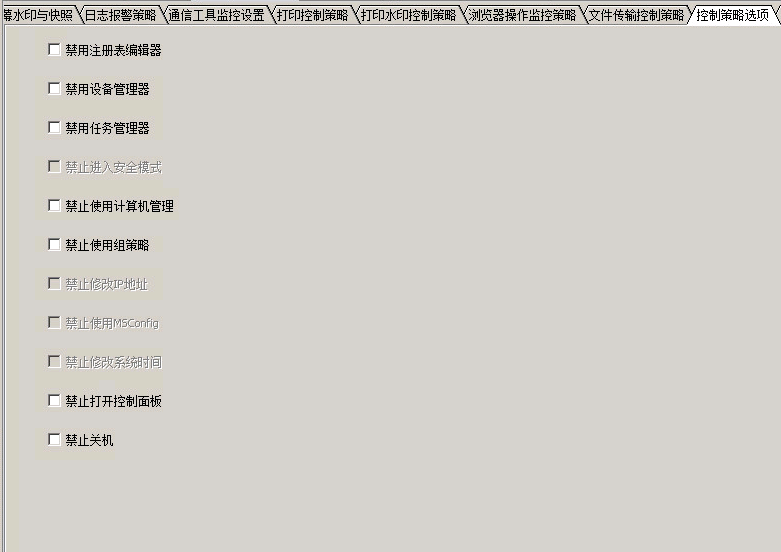 幕水印与快照 日志报警策略 通信工具监控设置 打印控制策略 打印水印控制策略 浏览器操作监控策略 文件传输控制策略 控制策略选项
禁用注册表编辑器
禁用设备管理器
禁用任务管理器
禁止进入安全模式
禁止使用计算机管理
禁止使用组策略
禁止修改IP地址
禁止使用MSConfig
禁止修改系统时间
禁止打开控制面板
禁止关机